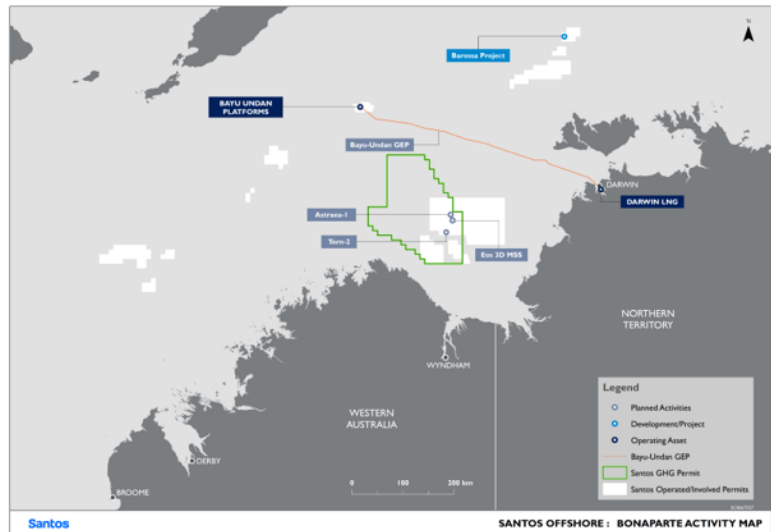 N
Barossa Project
BAYU UNDAN
PLATFORMS
Bayu-Undan GEP
DARWIN
DARWIN LNG
Astraea-1
Tern-2
Eos 3D MSS
NORTHERN
TERRITORY
WYNDHAM
WESTERN
AUSTRALIA
DERBY
BROOME
0 100 200 km
Legend
Planned Activities
Development/Project
Operating Asset
Bayu-Undan GEP
Santos GHG Permit
Santos Operated/Involved Permits
Santos
SANTOS OFFSHORE : BONAPARTE ACTIVITY MAP